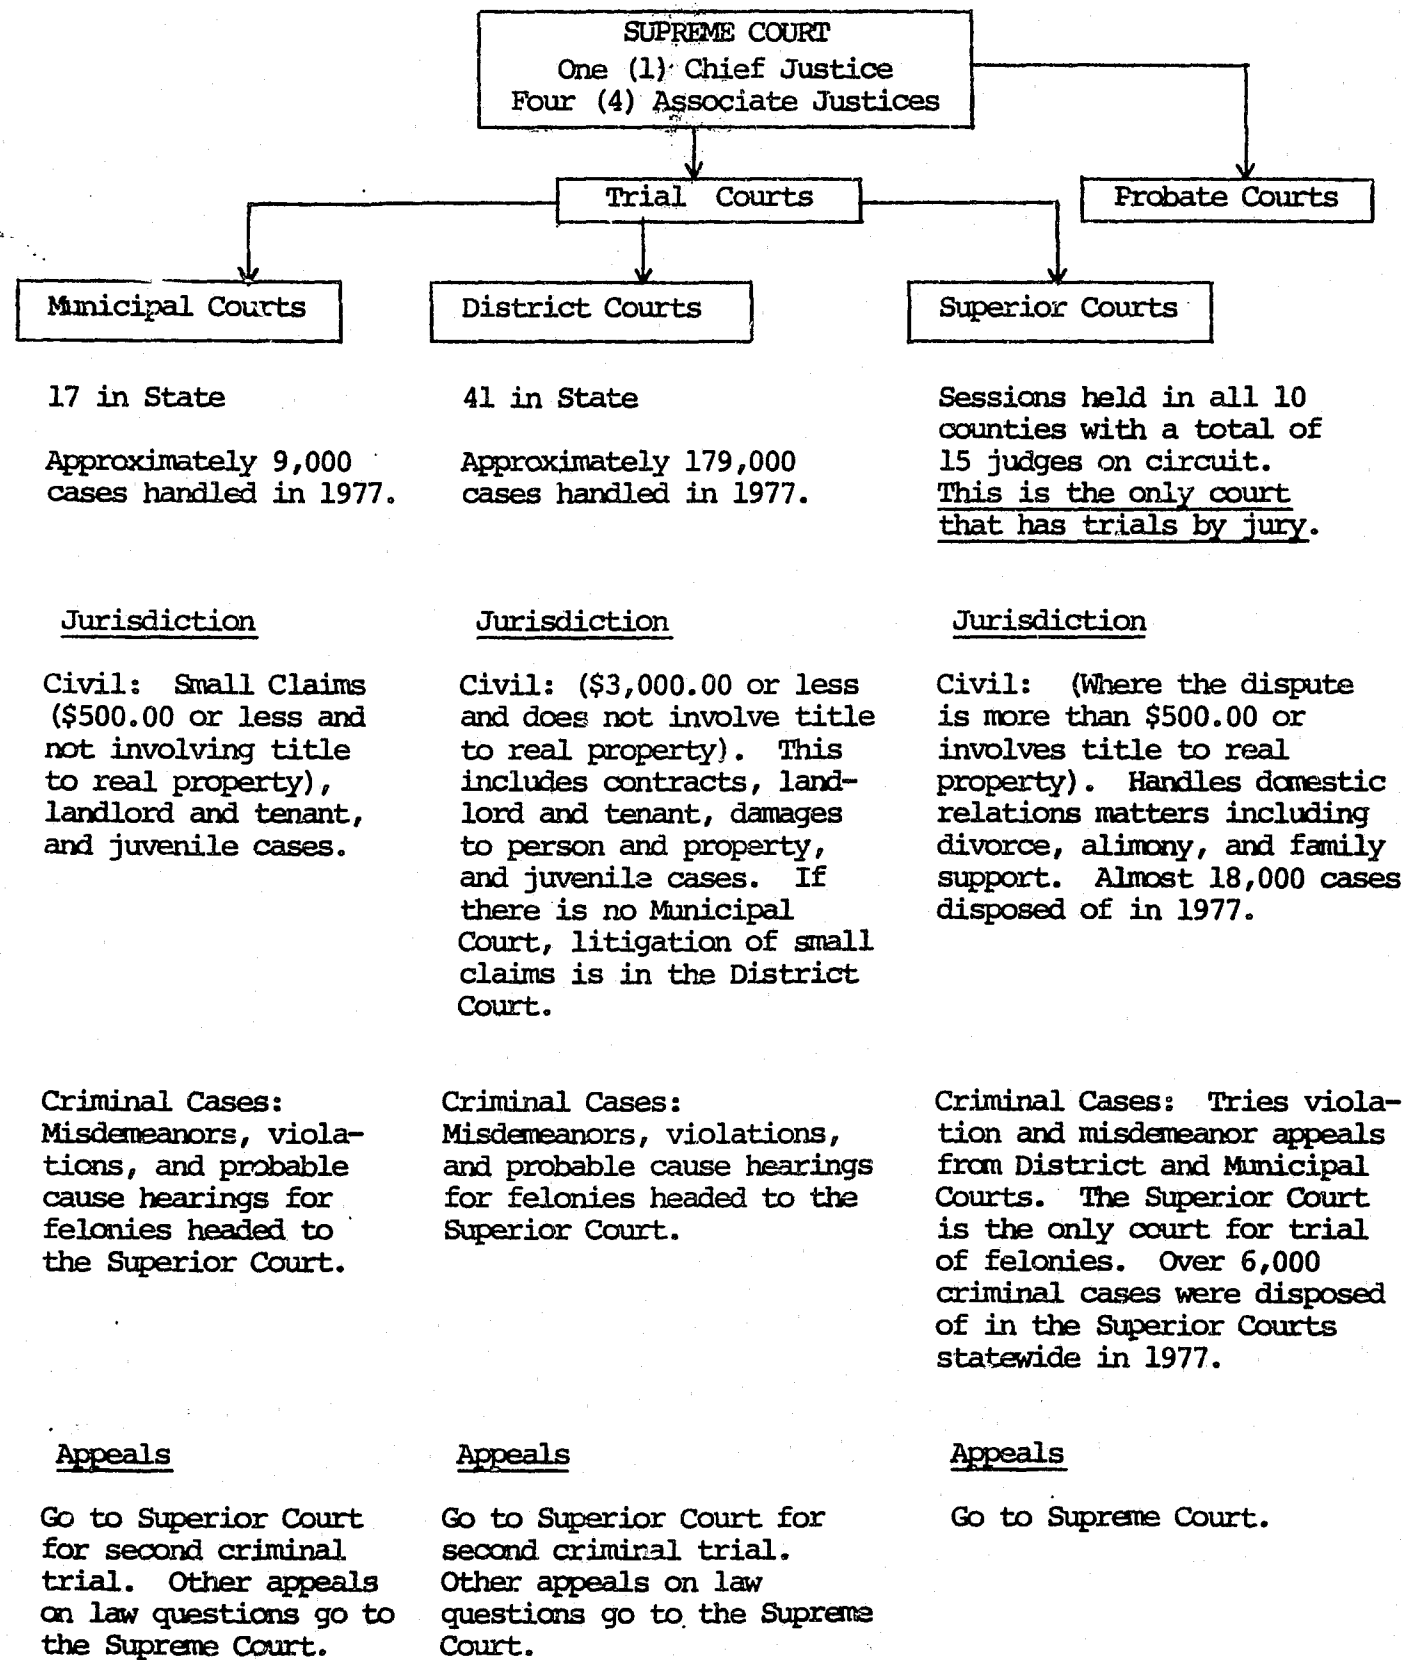 SUPREME COURT
One (1) Chief Justice
Four (4) Associate Justices
Trial Courts
Probate Courts
Municipal Courts
District Courts
Superior Courts
17 in State
Approximately 9,000
cases handled in 1977.
41 in State
Approximately 179,000
cases handled in 1977.
Sessions held in all 10
counties with a total of
15 judges on circuit.
This is the only court
that has trials by jury.
Jurisdiction
Civil: Small Claims
($500.00 or less and
not involving title
to real property),
landlord and tenant,
and juvenile cases.
Jurisdiction
Civil: ($3,000.00 or less
and does not involve title
to real property). This
includes contracts, land-
lord and tenant, damages
to person and property,
and juvenile cases. If
there is no Municipal
Court, litigation of small
claims is in the District
Court.
Jurisdiction
Civil: (Where the dispute
is more than $500.00 or
involves title to real
property). Handles domestic
relations matters including
divorce, alimony, and family
support. Almost 18,000 cases
disposed of in 1977.
Criminal Cases:
Misdemeanors, viola-
tions, and probable
cause hearings for
felonies headed to
the Superior Court.
Criminal Cases:
Misdemeanors, violations,
and probable cause hearings
for felonies headed to the
Superior Court.
Criminal Cases: Tries viola-
tion and misdemeanor appeals
from District and Municipal
Courts. The Superior Court
is the only court for trial
of felonies. Over 6,000
criminal cases were disposed
of in the Superior Courts
statewide in 1977.
Appeals
Go to Superior Court
for second criminal
trial. Other appeals
on law questions go to
the Supreme Court.
Appeals
Go to Superior Court for
second criminal trial.
Other appeals on law
questions go to the Supreme
Court.
Appeals
Go to Supreme Court.